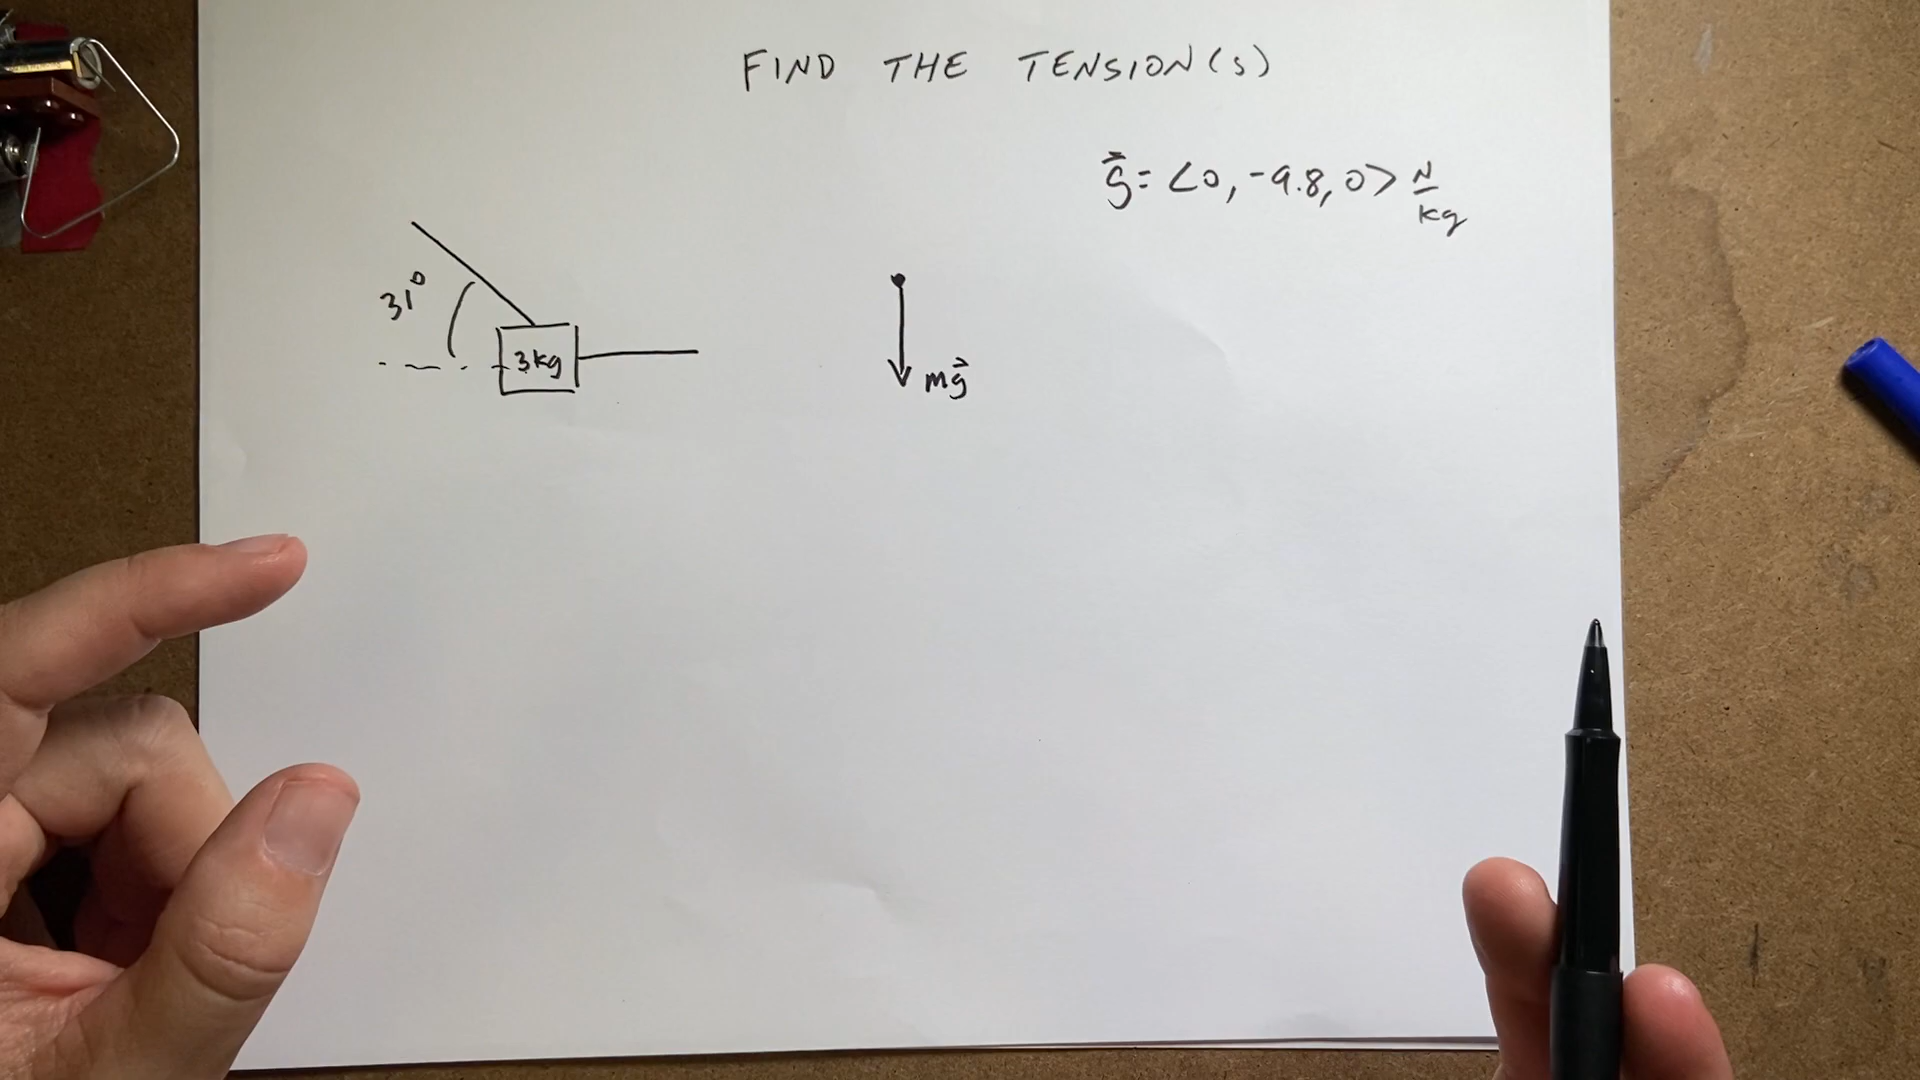 FIND THE TENSION(S)
g⃗ = <0, -9.8, 0> N/kg
31°
3kg
mg⃗